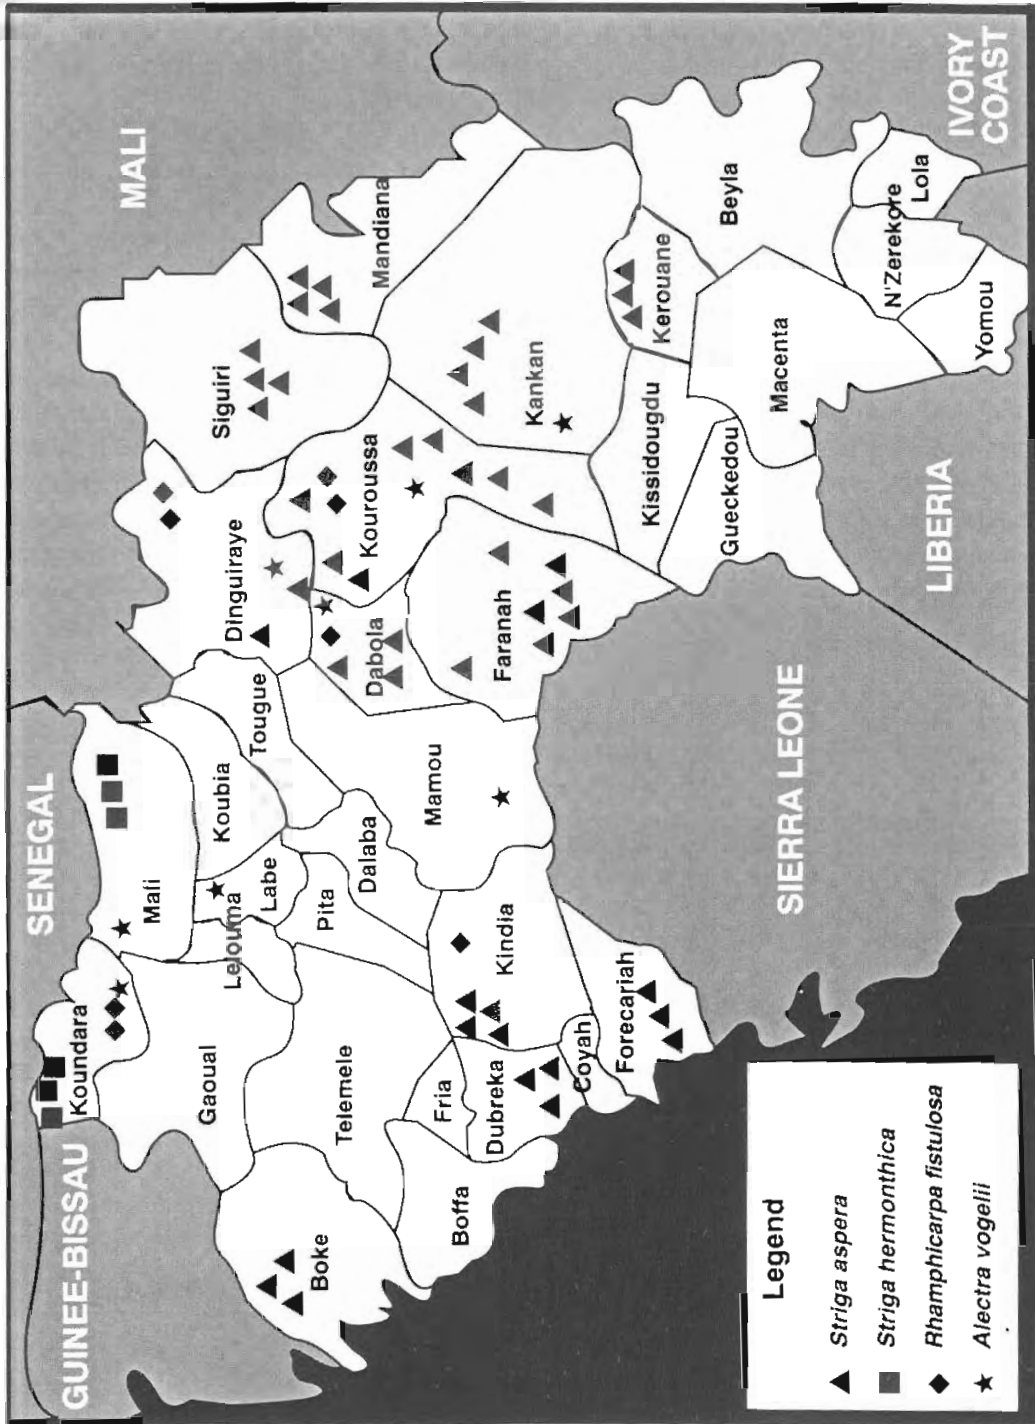 GUINEE-BISSAU
SENEGAL
MALI
IVORY
COAST
LIBERIA
SIERRA LEONE
Koundara
Mali
Koubia
Tougue
Dinguiraye
Siguiri
Mandiana
Gaoual
Lelouma
Labe
Pita
Dalaba
Mamou
Dabola
Kouroussa
Kankan
Faranah
Kissidougdu
Kerouane
Beyla
Gueckedou
Macenta
N'Zerekore
Lola
Yomou
Boke
Telemele
Boffa
Fria
Dubreka
Kindia
Coyah
Forecariah
Legend
Striga aspera
Striga hermonthica
Rhamphicarpa fistulosa
Alectra vogelii